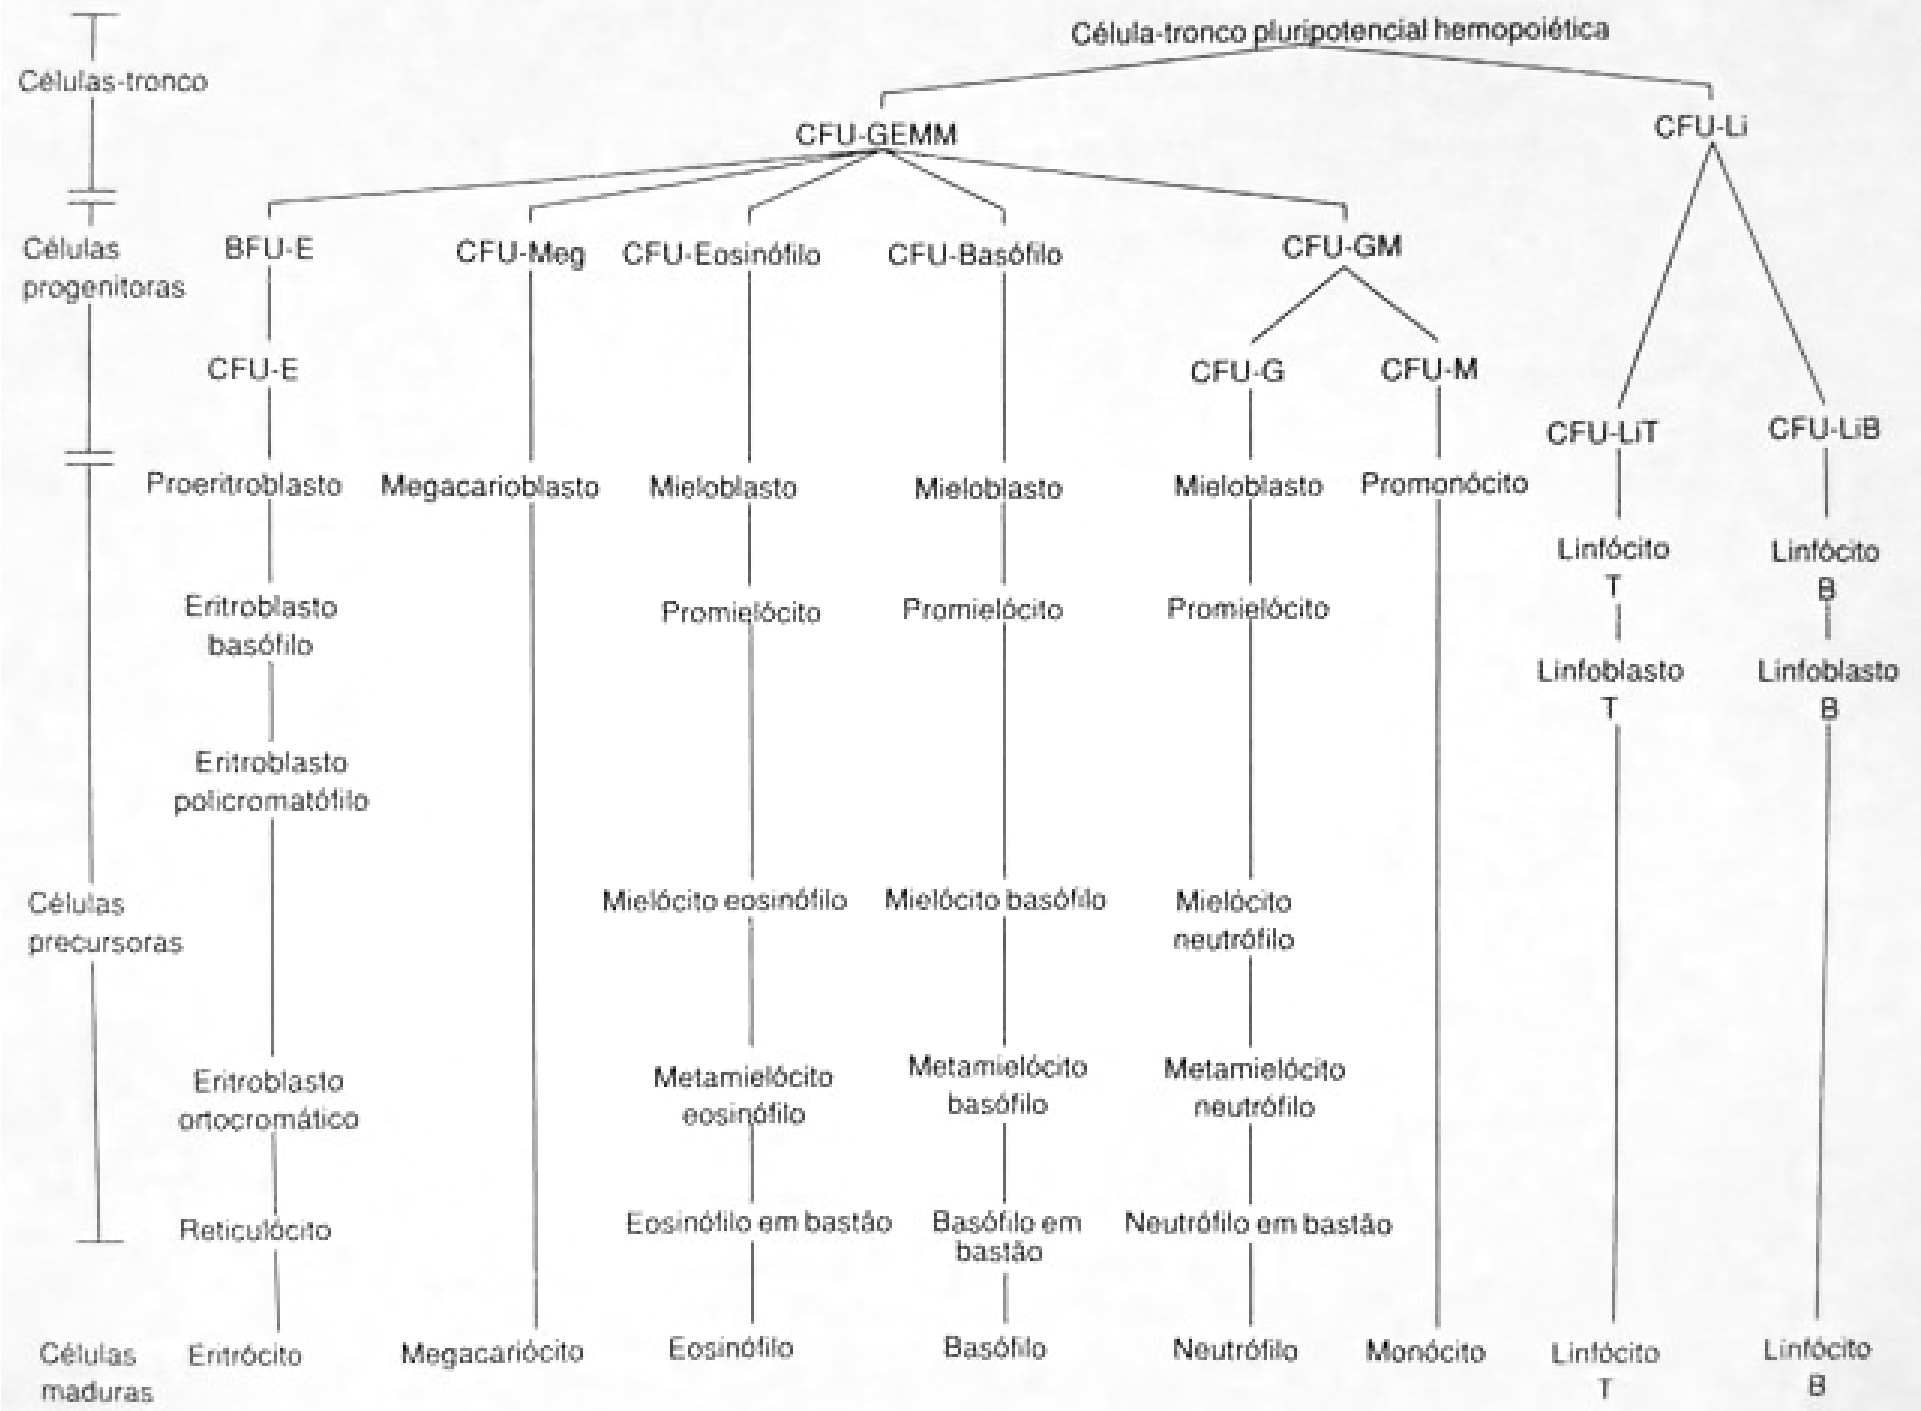 Célula-tronco pluripotencial hemopoiética
Células-tronco
CFU-GEMM
CFU-Li
Células
progenitoras
BFU-E
CFU-Meg
CFU-Eosinófilo
CFU-Basófilo
CFU-GM
CFU-E
CFU-G
CFU-M
CFU-LiT
CFU-LiB
Proeritroblasto
Megacarioblasto
Mieloblasto
Mieloblasto
Mieloblasto
Promonócito
Linfócito
T
Linfócito
B
Eritroblasto
basófilo
Promielócito
Promielócito
Promielócito
Linfoblasto
T
Linfoblasto
B
Eritroblasto
policromatófilo
Células
precursoras
Mielócito eosinófilo
Mielócito basófilo
Mielócito
neutrófilo
Eritroblasto
ortocromático
Metamielócito
eosinófilo
Metamielócito
basófilo
Metamielócito
neutrófilo
Reticulócito
Eosinófilo em bastão
Basófilo em
bastão
Neutrófilo em bastão
Células
maduras
Eritrócito
Megacariócito
Eosinófilo
Basófilo
Neutrófilo
Monócito
Linfócito
T
Linfócito
B